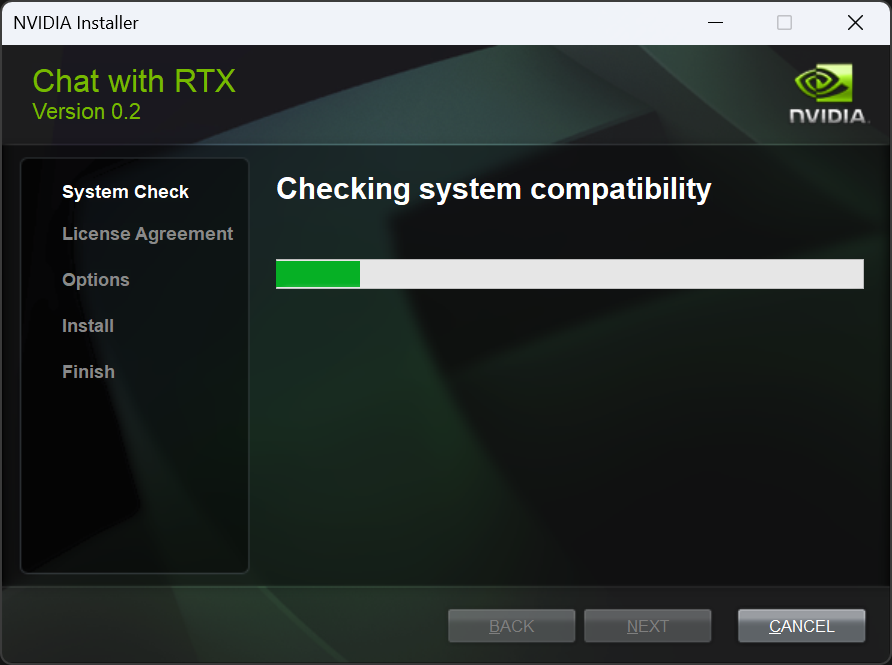 NVIDIA Installer
Chat with RTX
Version 0.2
NVIDIA.
System Check
License Agreement
Options
Install
Finish
Checking system compatibility
BACK
NEXT
CANCEL